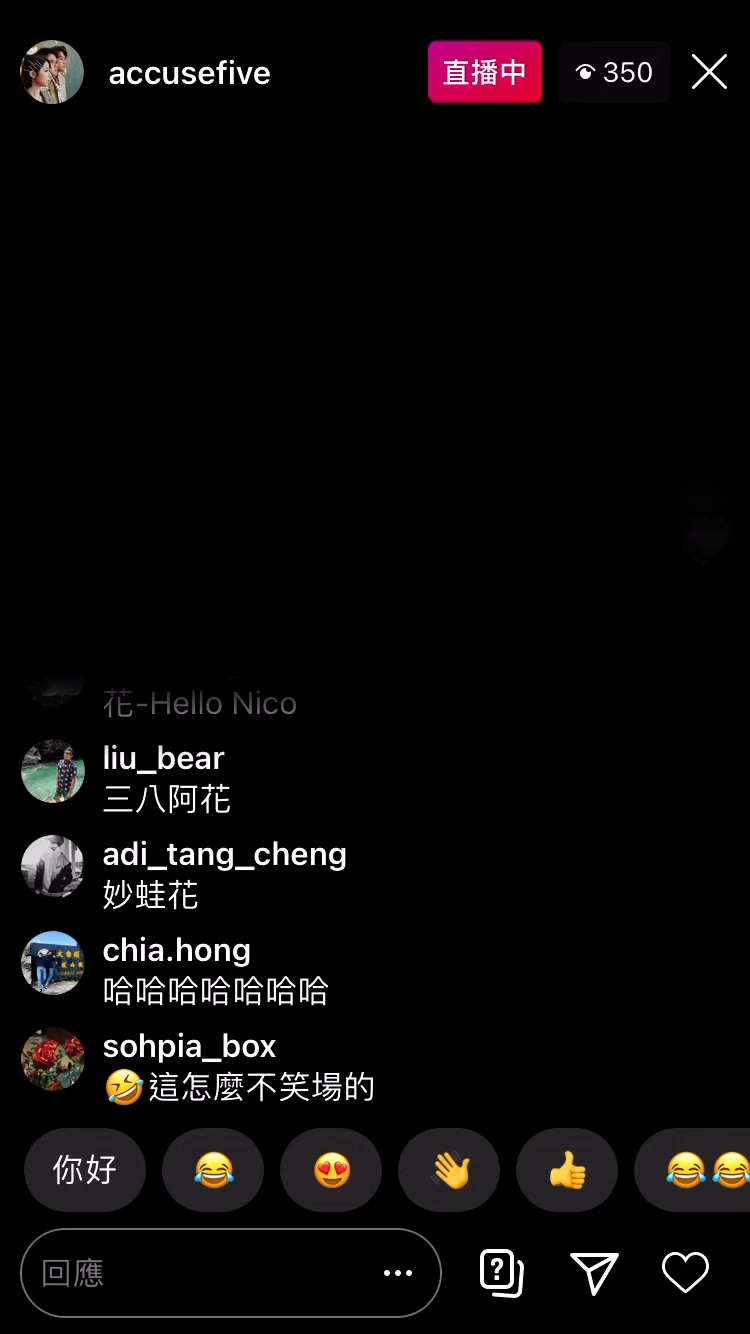 accusefive
直播中
350
花-Hello Nico
liu_bear
三八阿花
adi_tang_cheng
妙蛙花
chia.hong
哈哈哈哈哈哈哈
sohpia_box
🤣這怎麼不笑場的
你好 😂 😍 👋 👍 😂😂
回應